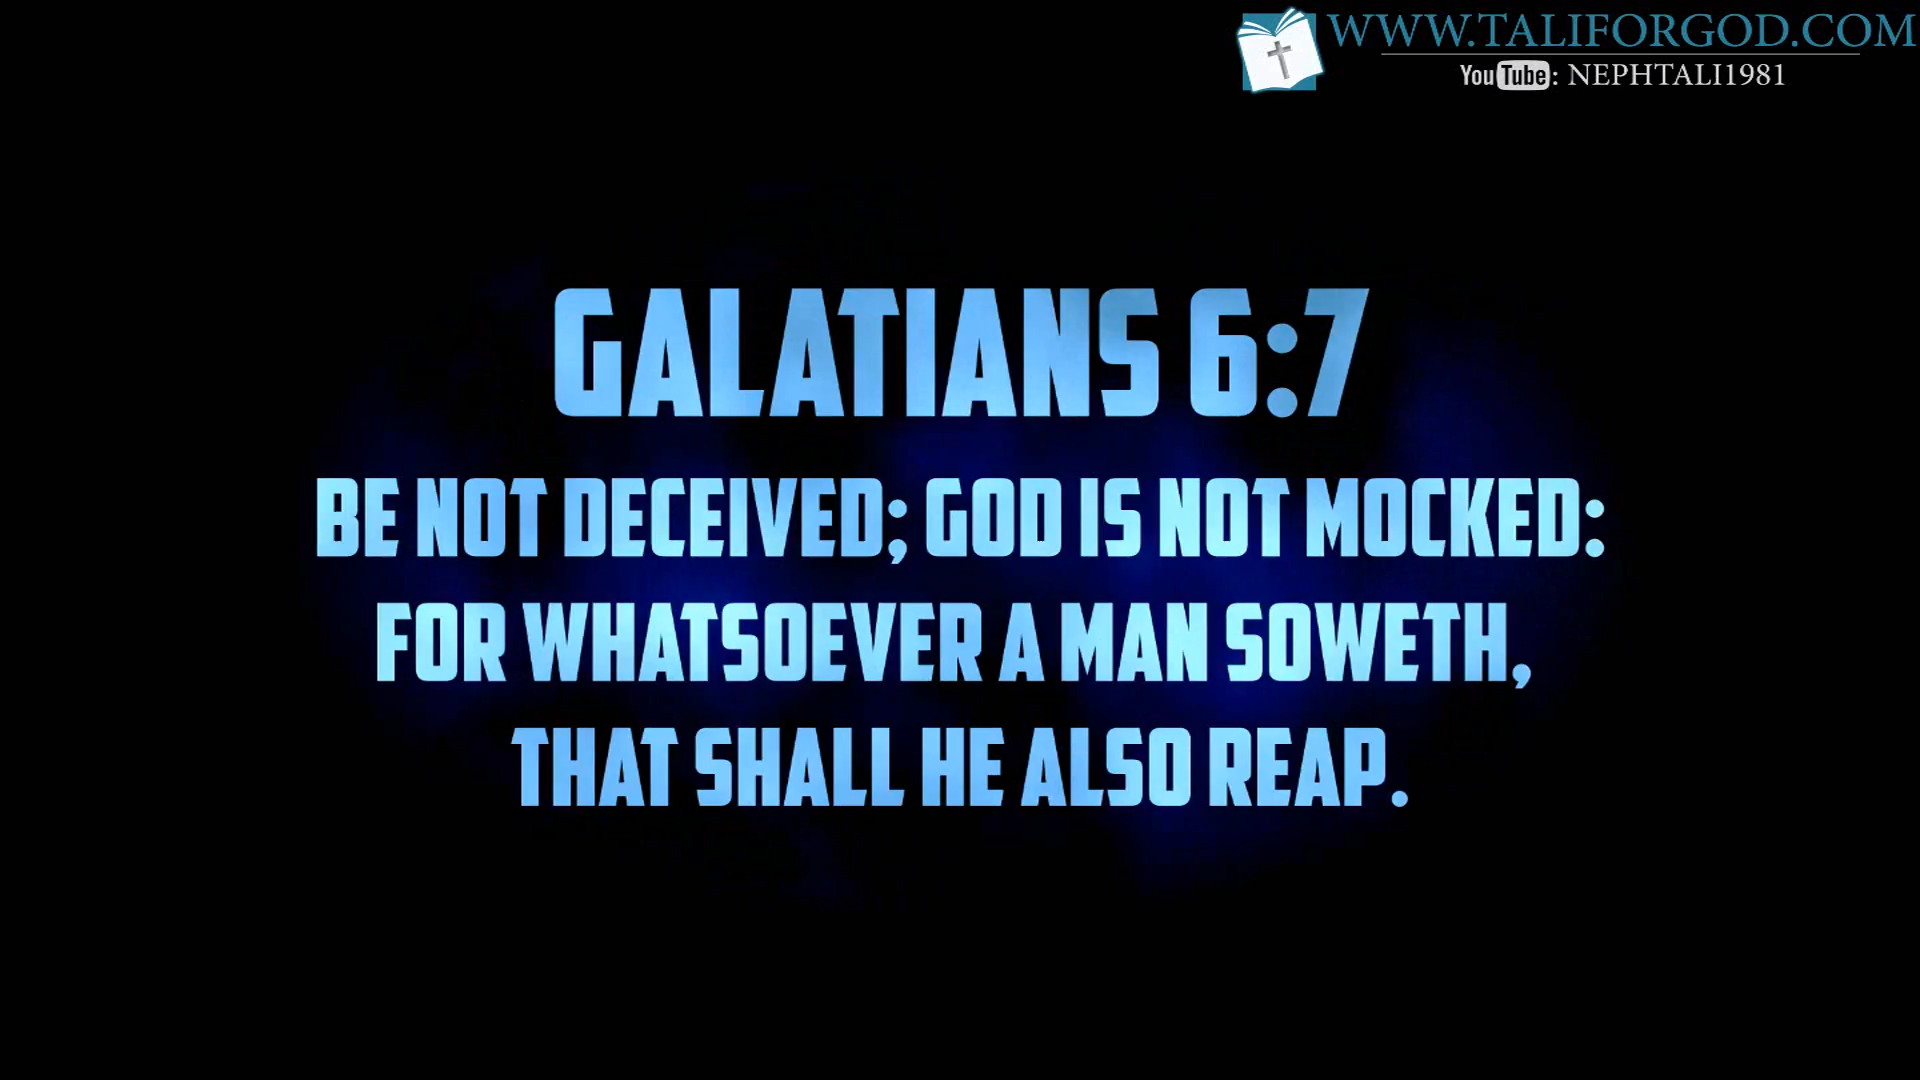 WWW.TALIFORGOD.COM
YouTube: NEPHTALI1981
GALATIANS 6:7
BE NOT DECEIVED; GOD IS NOT MOCKED:
FOR WHATSOEVER A MAN SOWETH,
THAT SHALL HE ALSO REAP.